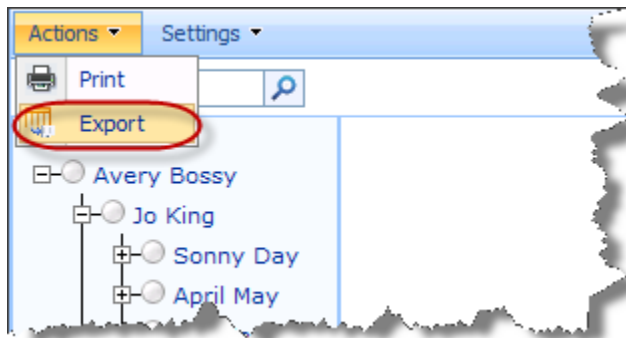 Actions Settings
Print
Export
Avery Bossy
Jo King
Sonny Day
April May